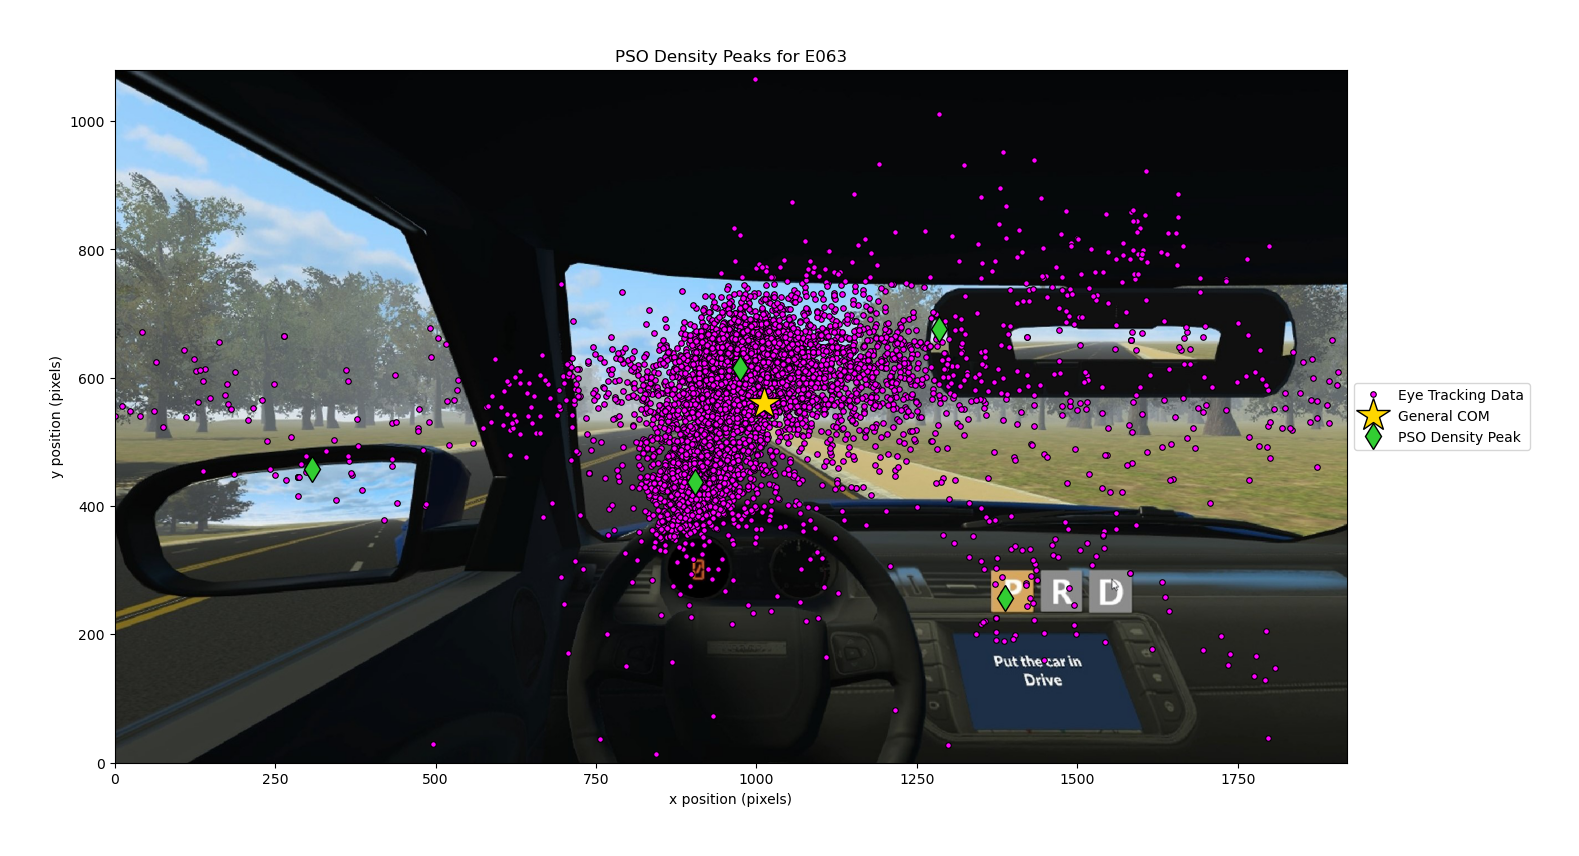 PSO Density Peaks for E063
1000
800
600
400
200
0
y position (pixels)
0 250 500 750 1000 1250 1500 1750
x position (pixels)
Eye Tracking Data
General COM
PSO Density Peak
P R D
Put the car in
Drive